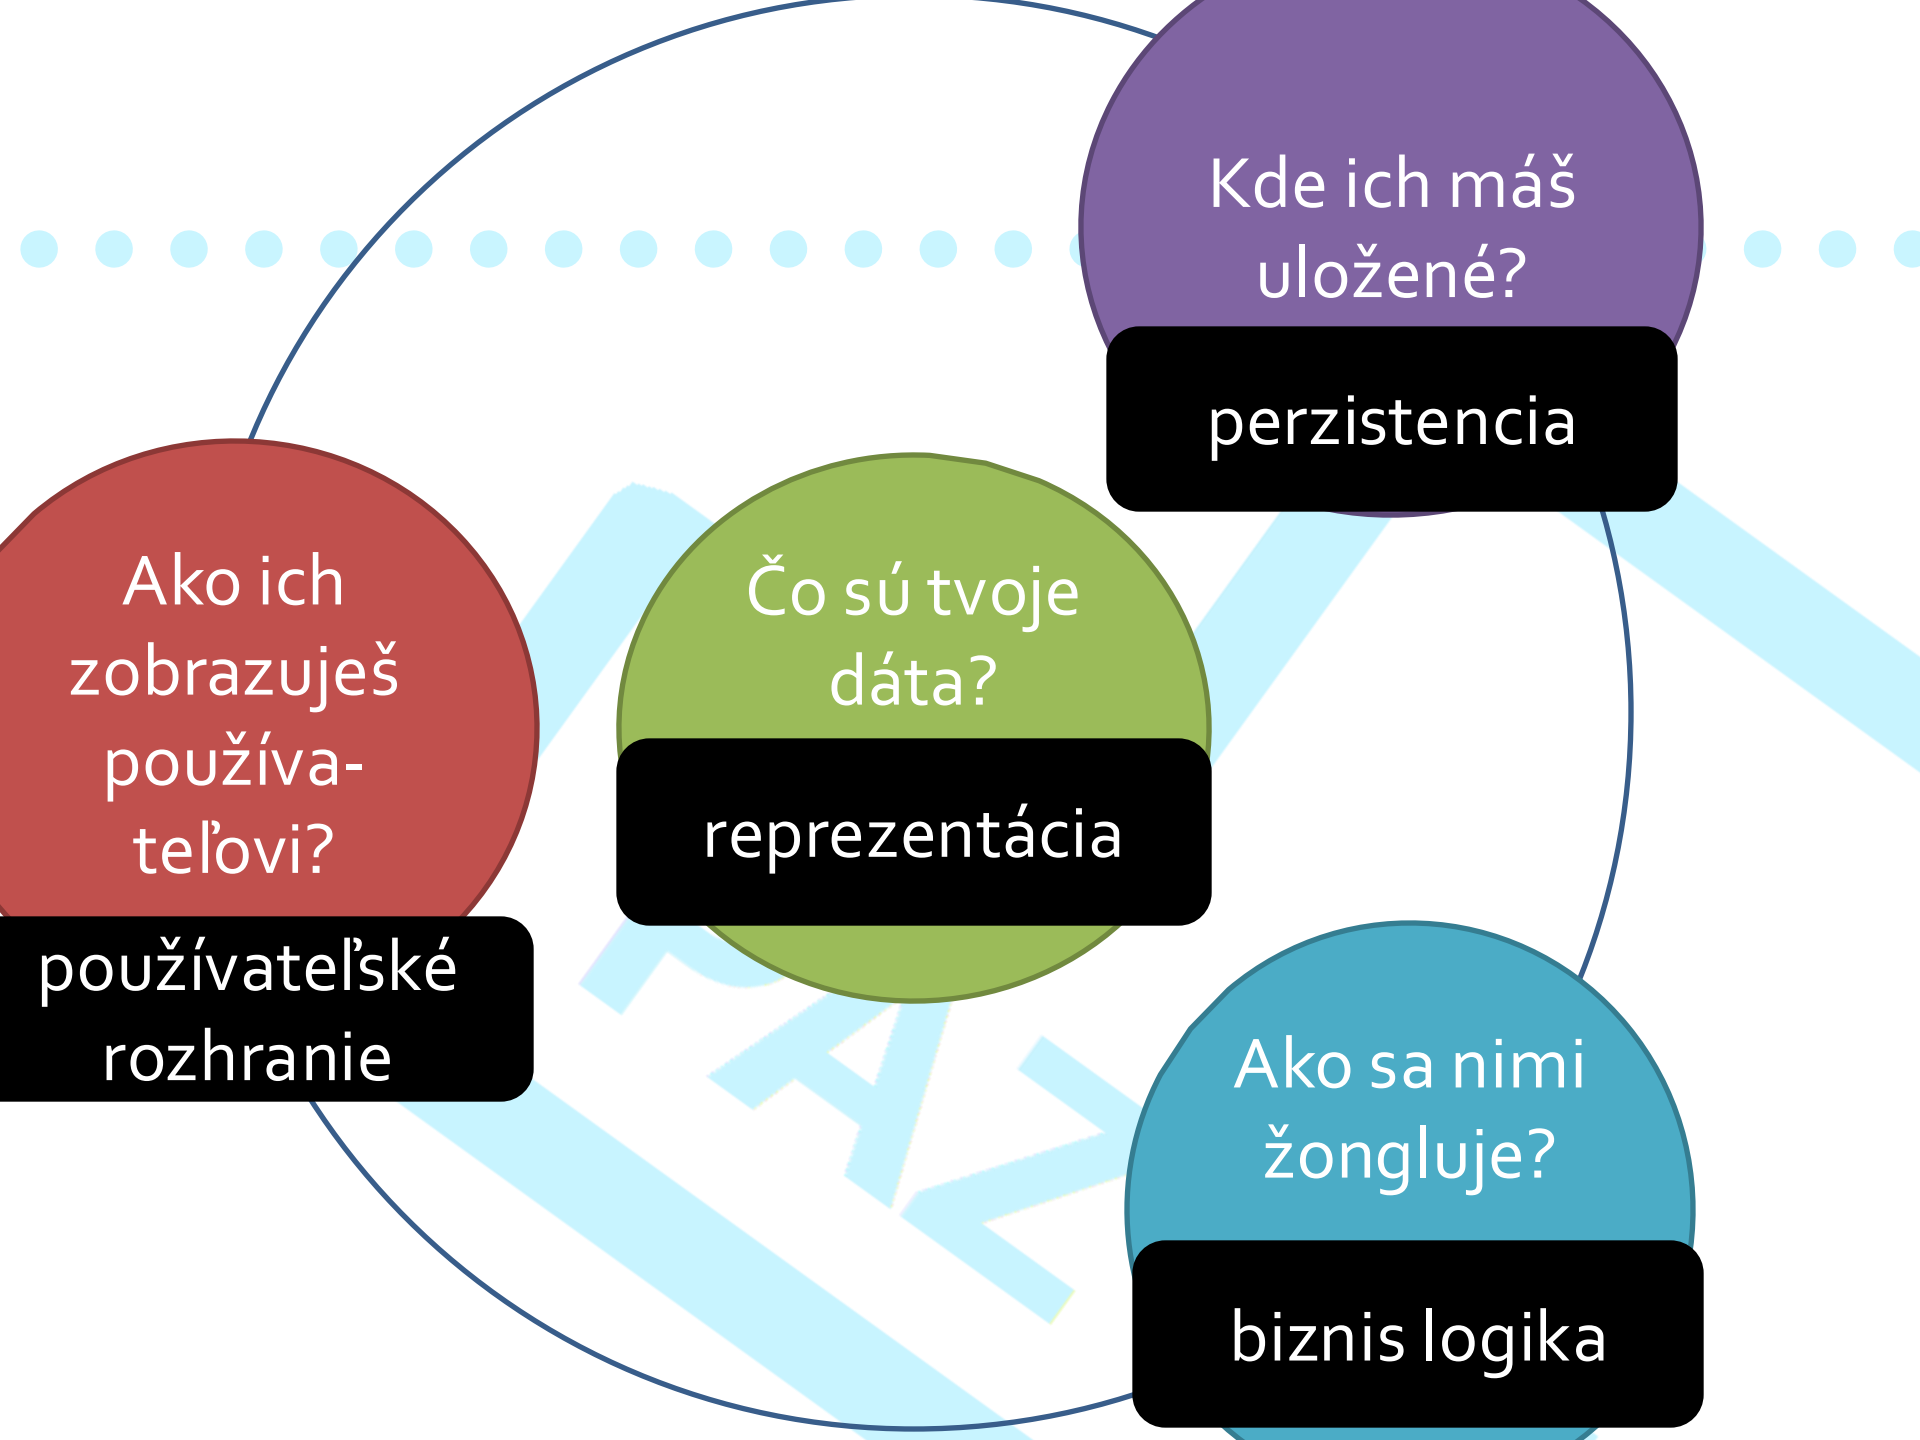 Kde ich máš
uložené?
perzistencia
Ako ich
zobrazuješ
používa-
teľovi?
používateľské
rozhranie
Čo sú tvoje
dáta?
reprezentácia
Ako sa nimi
žongluje?
biznis logika
PAZ